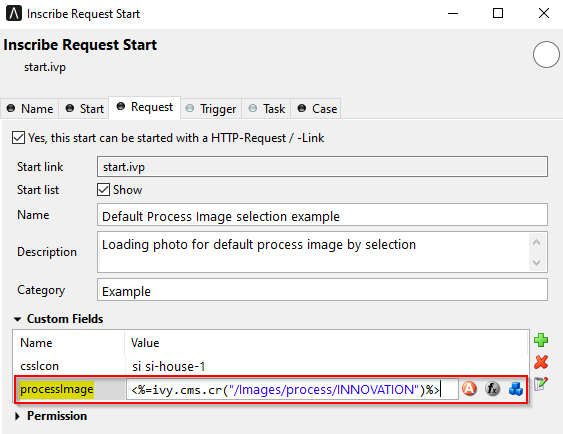 Inscribe Request Start
Inscribe Request Start
start.ivp
Name Start Request Trigger Task Case
Yes, this start can be started with a HTTP-Request / -Link
Start link start.ivp
Start list Show
Name Default Process Image selection example
Description Loading photo for default process image by selection
Category Example
Custom Fields
Name Value
cssIcon si si-house-1
processImage <%=ivy.cms.cr("/Images/process/INNOVATION")%>
Permission